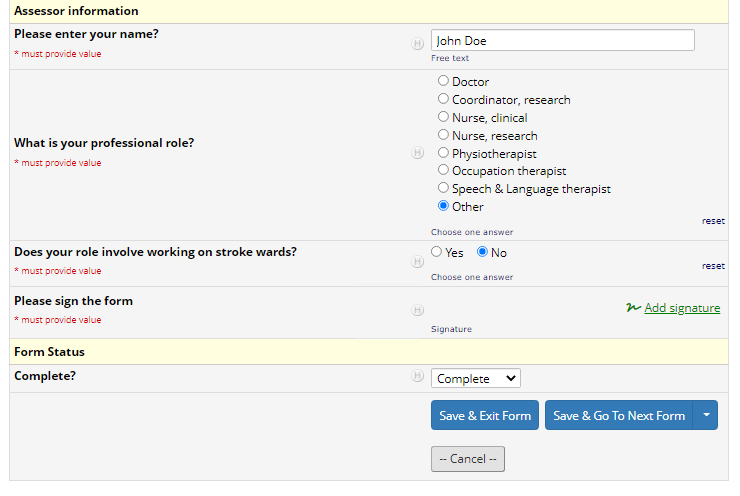 Assessor information
Please enter your name?
* must provide value
H
John Doe
Free text
What is your professional role?
* must provide value
H
Doctor
Coordinator, research
Nurse, clinical
Nurse, research
Physiotherapist
Occupation therapist
Speech & Language therapist
Other
reset
Choose one answer
Does your role involve working on stroke wards?
* must provide value
H
Yes No
reset
Choose one answer
Please sign the form
* must provide value
H
Add signature
Signature
Form Status
Complete?
H
Complete
Save & Exit Form Save & Go To Next Form
-- Cancel --